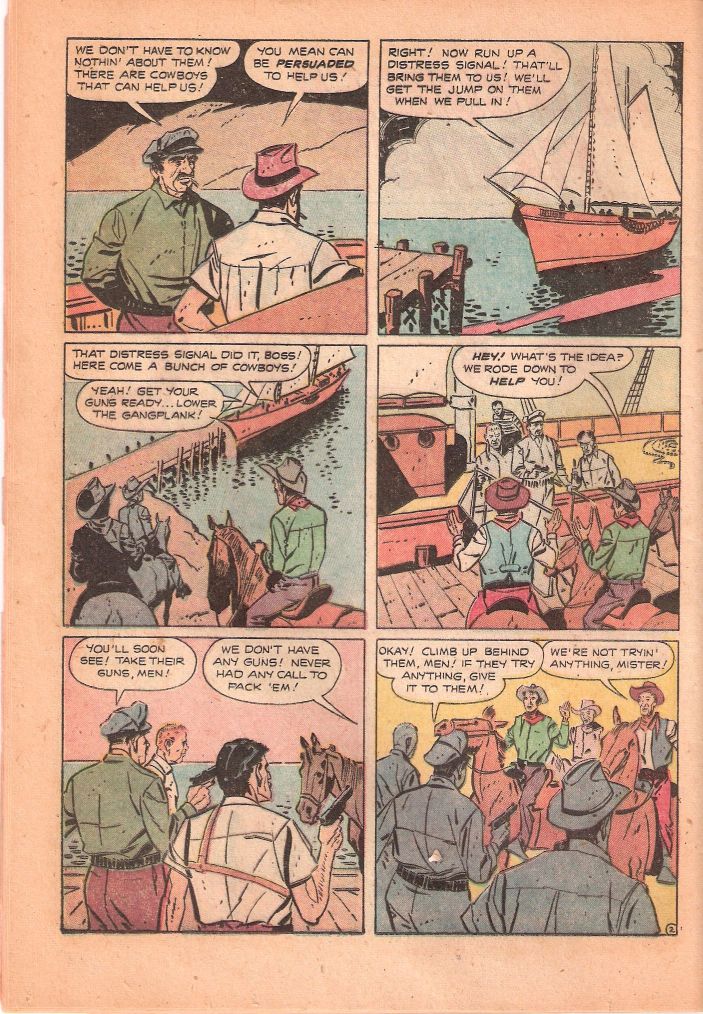 WE DON'T HAVE TO KNOW
NOTHIN' ABOUT THEM!
THERE ARE COWBOYS
THAT CAN HELP US!
YOU MEAN CAN
BE PERSUADED
TO HELP US!
RIGHT! NOW RUN UP A
DISTRESS SIGNAL! THAT'LL
BRING THEM TO US! WE'LL
GET THE JUMP ON THEM
WHEN WE PULL IN!
THAT DISTRESS SIGNAL DID IT, BOSS!
HERE COME A BUNCH OF COWBOYS!
YEAH! GET YOUR
GUNS READY... LOWER
THE GANGPLANK!
HEY! WHAT'S THE IDEA?
WE RODE DOWN TO
HELP YOU!
YOU'LL SOON
SEE! TAKE THEIR
GUNS, MEN!
WE DON'T HAVE
ANY GUNS! NEVER
HAD ANY CALL TO
PACK 'EM!
OKAY! CLIMB UP BEHIND
THEM, MEN! IF THEY TRY
ANYTHING, GIVE
IT TO THEM!
WE'RE NOT TRYIN'
ANYTHING, MISTER!
2